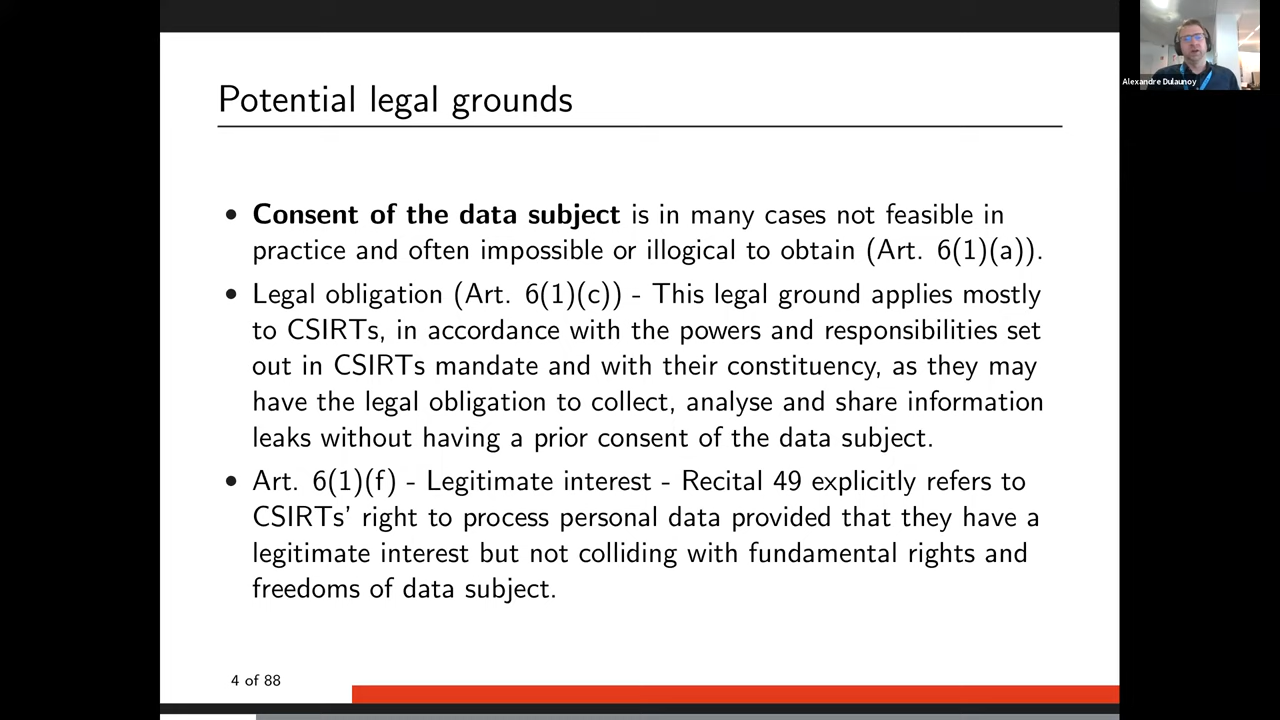 Potential legal grounds
• Consent of the data subject is in many cases not feasible in
practice and often impossible or illogical to obtain (Art. 6(1)(a)).
• Legal obligation (Art. 6(1)(c)) - This legal ground applies mostly
to CSIRTs, in accordance with the powers and responsibilities set
out in CSIRTs mandate and with their constituency, as they may
have the legal obligation to collect, analyse and share information
leaks without having a prior consent of the data subject.
• Art. 6(1)(f) - Legitimate interest - Recital 49 explicitly refers to
CSIRTs' right to process personal data provided that they have a
legitimate interest but not colliding with fundamental rights and
freedoms of data subject.
4 of 88
Alexandre Dulaunoy